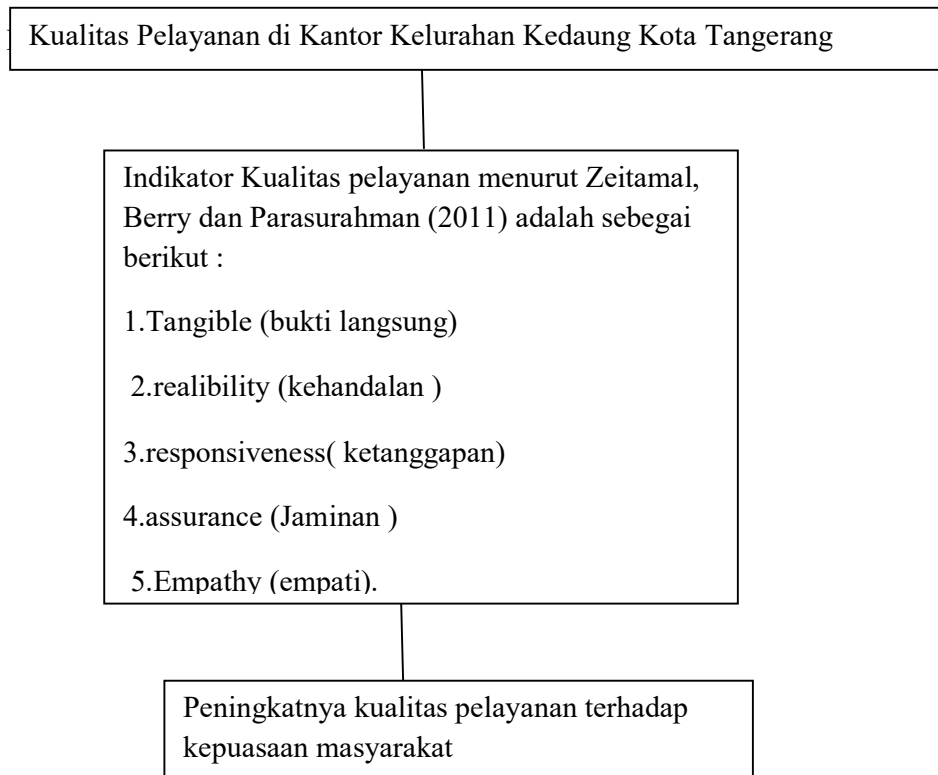 Kualitas Pelayanan di Kantor Kelurahan Kedaung Kota Tangerang
Indikator Kualitas pelayanan menurut Zeitamal,
Berry dan Parasurahman (2011) adalah sebegai
berikut :
1.Tangible (bukti langsung)
2.realibility (kehandalan )
3.responsiveness( ketanggapan)
4.assurance (Jaminan )
5.Empathy (empati).
Peningkatnya kualitas pelayanan terhadap
kepuasaan masyarakat